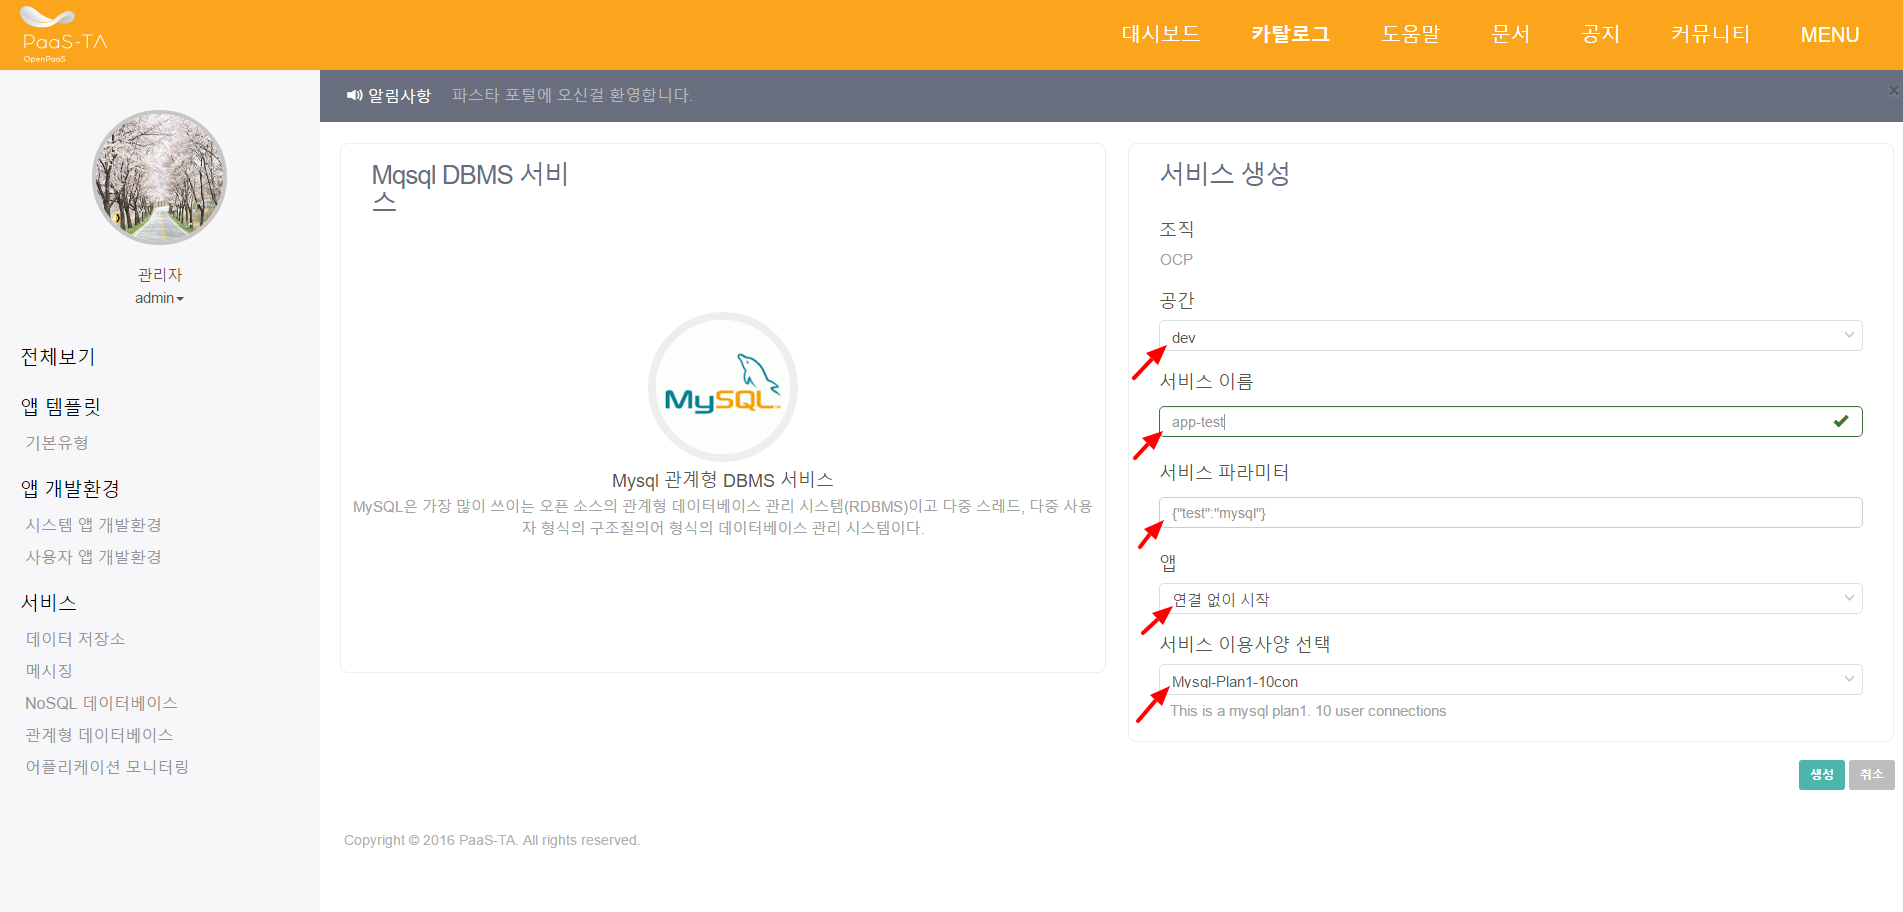 PaaS-TA
OpenPaaS
대시보드 카탈로그 도움말 문서 공지 커뮤니티 MENU
알림사항 파스타 포털에 오신걸 환영합니다.
관리자
admin
전체보기
앱 템플릿
기본유형
앱 개발환경
시스템 앱 개발환경
사용자 앱 개발환경
서비스
데이터 저장소
메시징
NoSQL 데이터베이스
관계형 데이터베이스
어플리케이션 모니터링
Mqsql DBMS 서비
스
MySQL
Mysql 관계형 DBMS 서비스
MySQL은 가장 많이 쓰이는 오픈 소스의 관계형 데이터베이스 관리 시스템(RDBMS)이고 다중 스레드, 다중 사용
자 형식의 구조질의어 형식의 데이터베이스 관리 시스템이다.
서비스 생성
조직
OCP
공간
dev
서비스 이름
app-test
서비스 파라미터
{"test":"mysql"}
앱
연결 없이 시작
서비스 이용사양 선택
Mysql-Plan1-10con
This is a mysql plan1. 10 user connections
생성 취소
Copyright © 2016 PaaS-TA. All rights reserved.